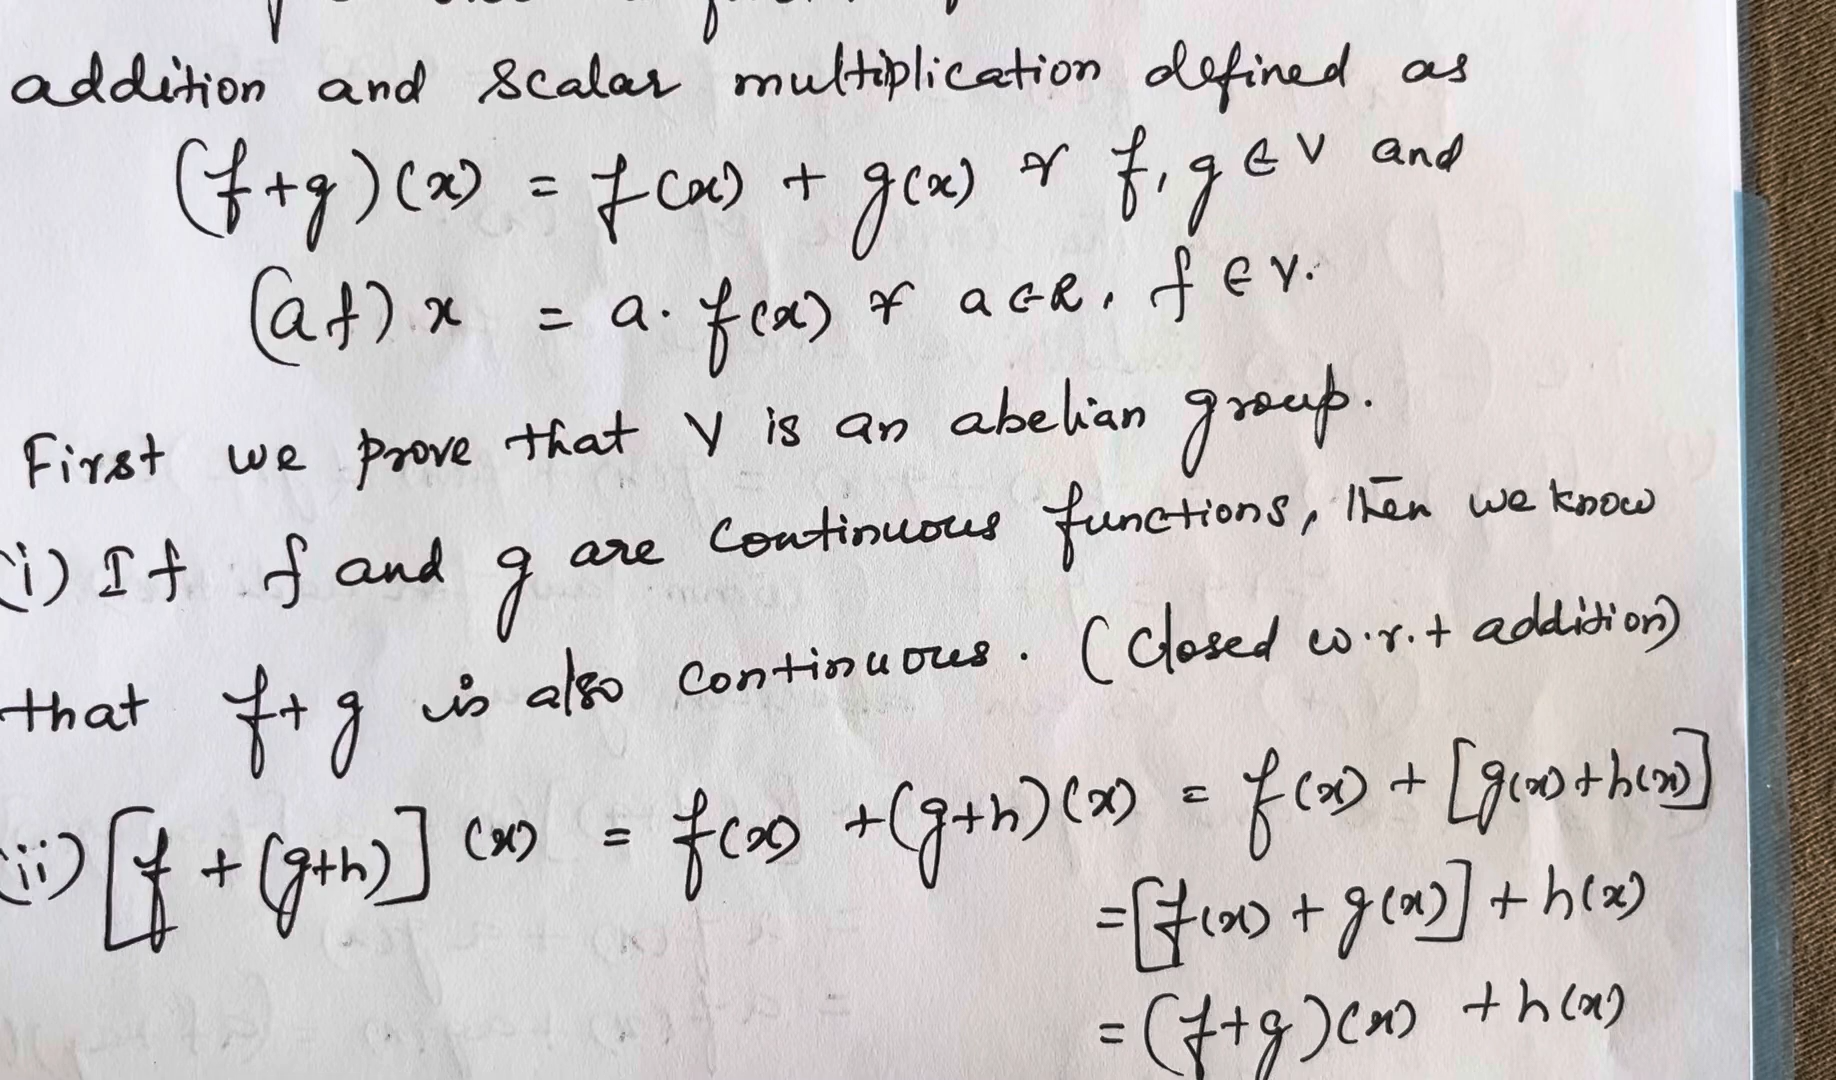 addition and scalar multiplication defined as
(f+g)(x) = f(x) + g(x) ∀ f, g ∈ V and
(af)x = a. f(x) ∀ a ∈ R, f ∈ V.
First we prove that V is an abelian group.
(i) If f and g are continuous functions, then we know
that f+g is also continuous. (closed w.r.t addition)
(ii) [f + (g+h)] (x) = f(x) + (g+h)(x) = f(x) + [g(x)+h(x)]
= [f(x) + g(x)] + h(x)
= (f+g)(x) + h(x)